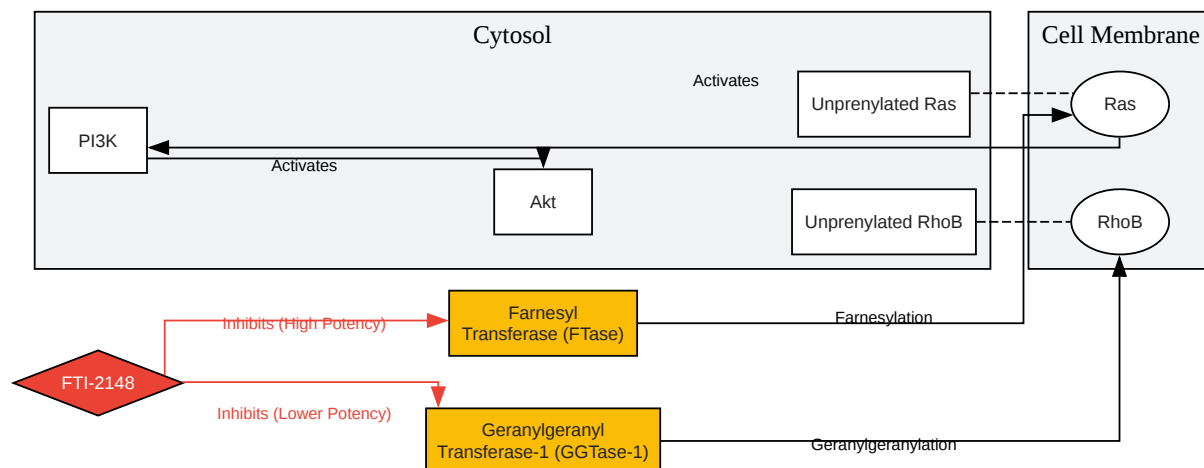 Cytosol
Cell Membrane
Activates
Unprenylated Ras
Ras
PI3K
Activates
Akt
Unprenylated RhoB
RhoB
Inhibits (High Potency)
Farnesyl
Transferase (FTase)
Farnesylation
FTI-2148
Inhibits (Lower Potency)
Geranylgeranyl
Transferase-1 (GGTase-1)
Geranylgeranylation